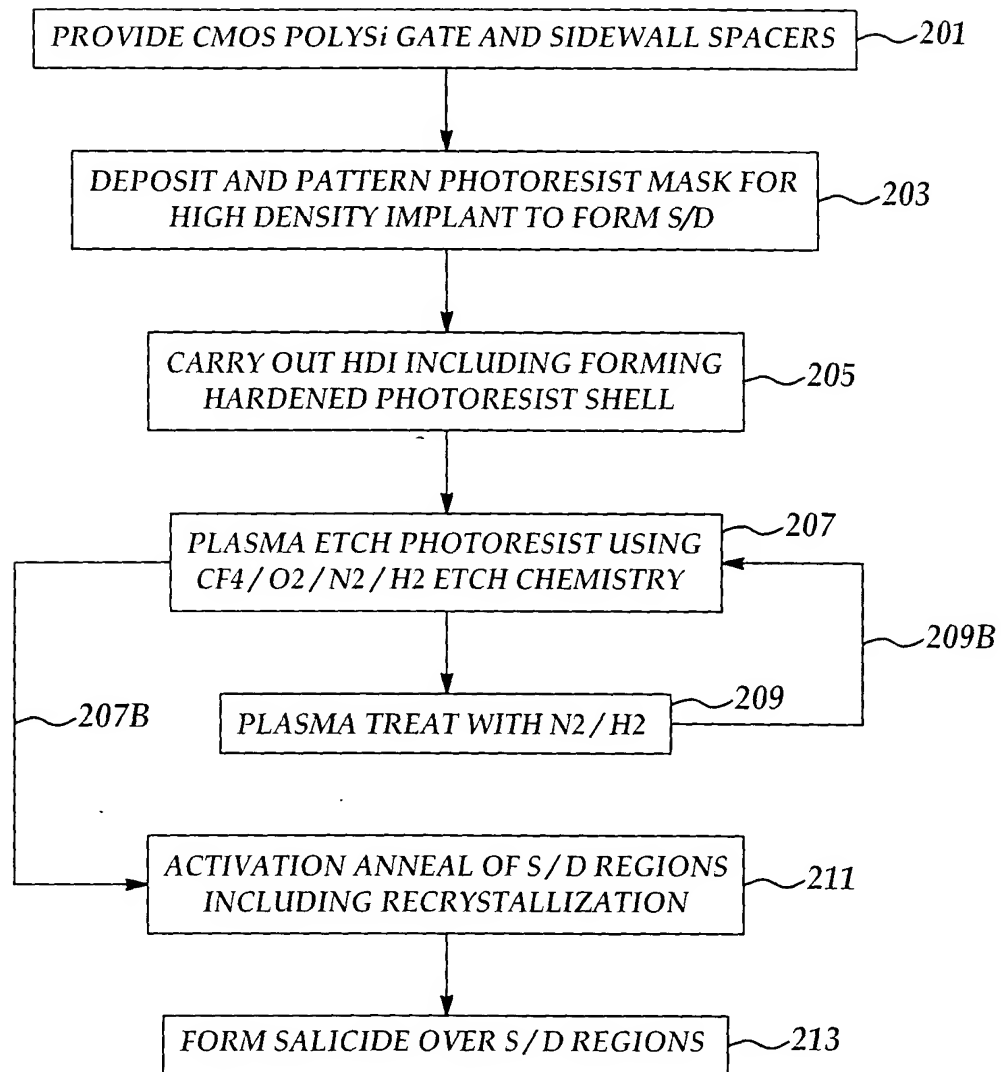 PROVIDE CMOS POLYSi GATE AND SIDEWALL SPACERS
201
DEPOSIT AND PATTERN PHOTORESIST MASK FOR
HIGH DENSITY IMPLANT TO FORM S/D
203
CARRY OUT HDI INCLUDING FORMING
HARDENED PHOTORESIST SHELL
205
207
PLASMA ETCH PHOTORESIST USING
CF4/O2/N2/H2 ETCH CHEMISTRY
209B
207B
209
PLASMA TREAT WITH N2/H2
ACTIVATION ANNEAL OF S/D REGIONS
INCLUDING RECRYSTALLIZATION
211
FORM SALICIDE OVER S/D REGIONS
213